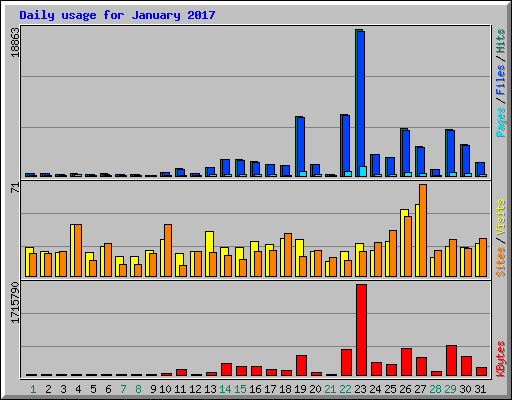 Daily usage for January 2017
18863
Pages / Files / Hits
71
Sites / Visits
1715790
KBytes
1 2 3 4 5 6 7 8 9 10 11 12 13 14 15 16 17 18 19 20 21 22 23 24 25 26 27 28 29 30 31